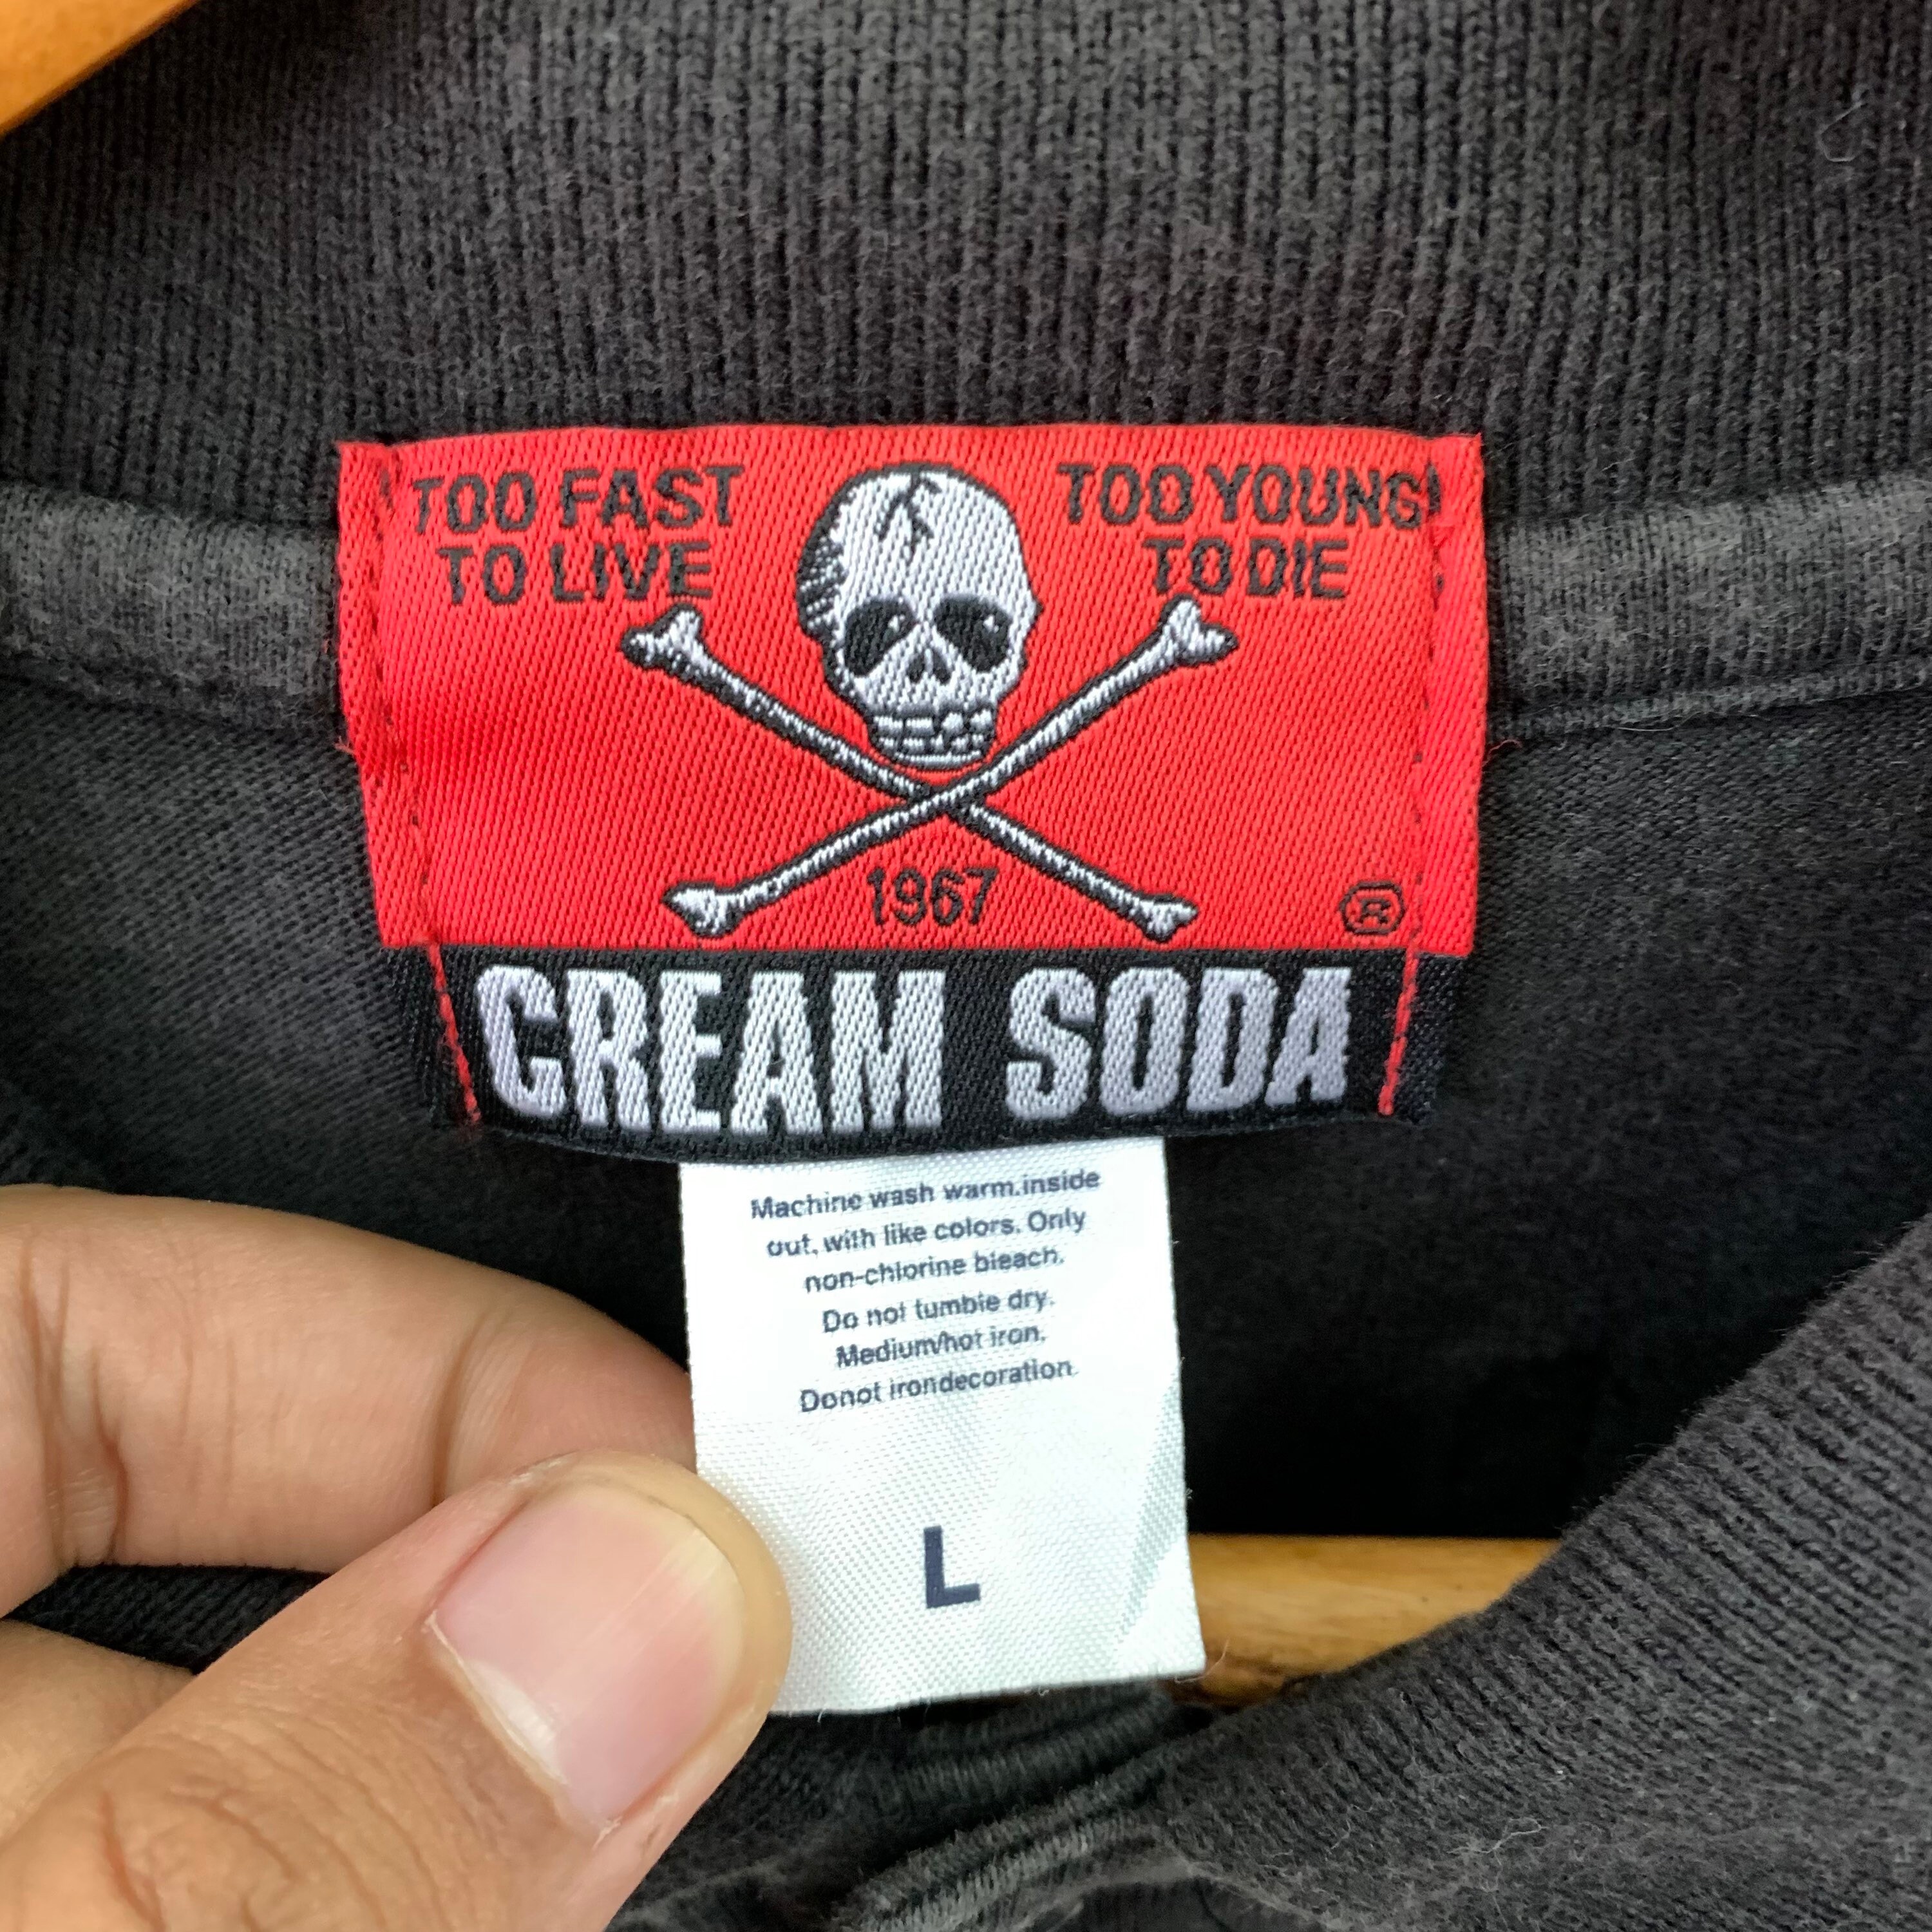 TOO FAST
TO LIVE
TOO YOUNG!
TO DIE
1967
®
CREAM SODA
Machine wash warm.inside
out, with like colors. Only
non-chlorine bleach.
Do not tumble dry.
Medium/hot iron.
Donot irondecoration.
L